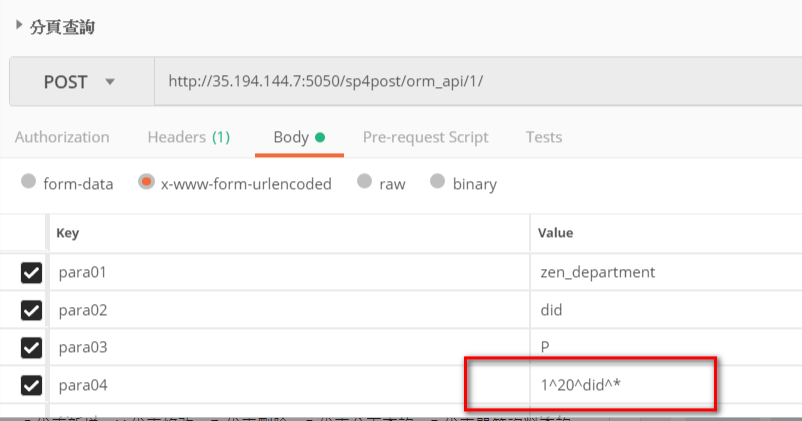 分頁查詢
POST
http://35.194.144.7:5050/sp4post/orm_api/1/
Authorization Headers (1) Body Pre-request Script Tests
form-data x-www-form-urlencoded raw binary
Key Value
para01 zen_department
para02 did
para03 P
para04 1^20^did^*